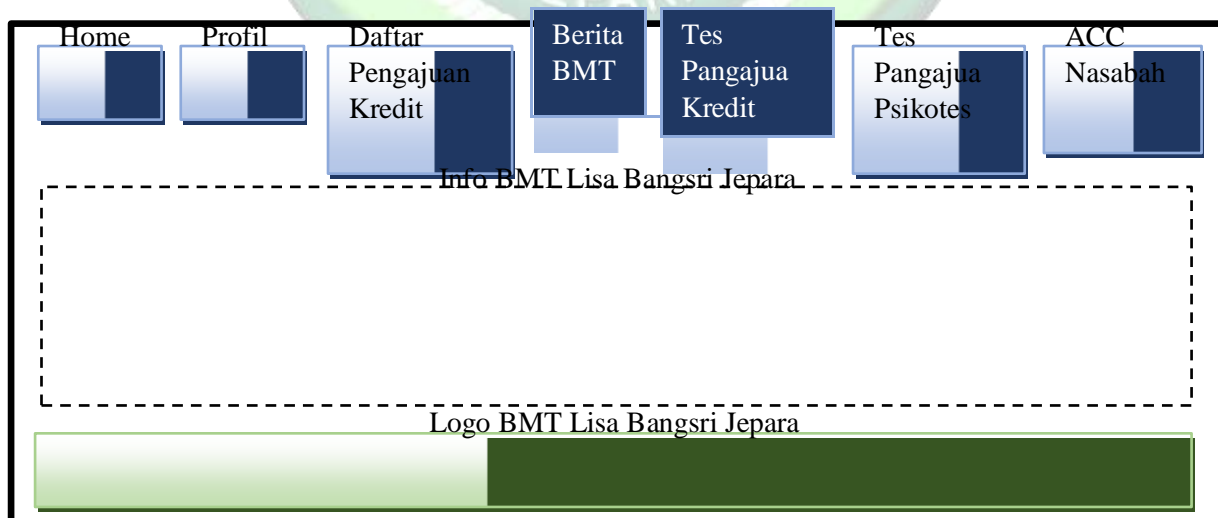 Home
Profil
Daftar
Pengajuan
Kredit
Berita
BMT
Tes
Pangajua
Kredit
Tes
Pangajua
Psikotes
ACC
Nasabah
Info BMT Lisa Bangsri Jepara
Logo BMT Lisa Bangsri Jepara